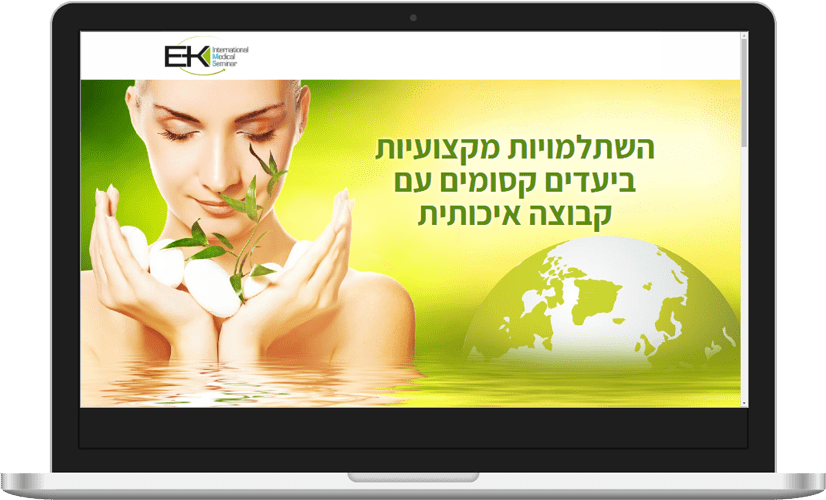 EK
International
Medical
Seminar
השתלמויות מקצועיות
ביעדים קסומים עם
קבוצה איכותית